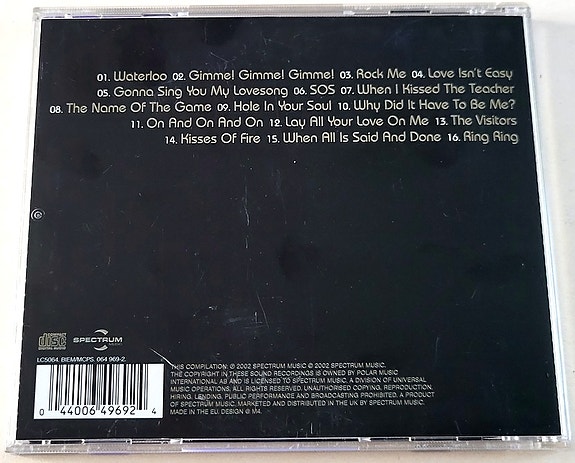 01. Waterloo 02. Gimme! Gimme! Gimme! 03. Rock Me 04. Love Isn't Easy
05. Gonna Sing You My Lovesong 06. SOS 07. When I Kissed The Teacher
08. The Name Of The Game 09. Hole In Your Soul 10. Why Did It Have To Be Me?
11. On And On And On 12. Lay All Your Love On Me 13. The Visitors
14. Kisses Of Fire 15. When All Is Said And Done 16. Ring Ring
COMPACT
disc
DIGITAL AUDIO
SPECTRUM
LC5064. BIEM/MCPS. 064 969-2.
0 44006 49692 4
THIS COMPILATION: ℗ 2002 SPECTRUM MUSIC © 2002 SPECTRUM MUSIC.
THE COPYRIGHT IN THESE SOUND RECORDINGS IS OWNED BY POLAR MUSIC
INTERNATIONAL AB AND IS LICENSED TO SPECTRUM MUSIC, A DIVISION OF UNIVERSAL
MUSIC OPERATIONS. ALL RIGHTS RESERVED. UNAUTHORISED COPYING, REPRODUCTION,
HIRING, LENDING, PUBLIC PERFORMANCE AND BROADCASTING PROHIBITED. A PRODUCT
OF SPECTRUM MUSIC. MARKETED AND DISTRIBUTED IN THE UK BY SPECTRUM MUSIC.
MADE IN THE EU. DESIGN @ M4.